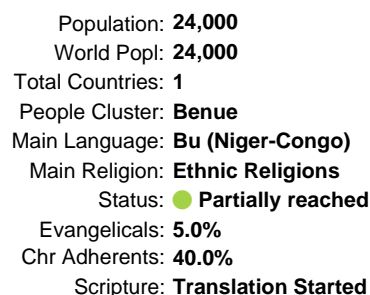 Population: 24,000
World Popl: 24,000
Total Countries: 1
People Cluster: Benue
Main Language: Bu (Niger-Congo)
Main Religion: Ethnic Religions
Status: Partially reached
Evangelicals: 5.0%
Chr Adherents: 40.0%
Scripture: Translation Started